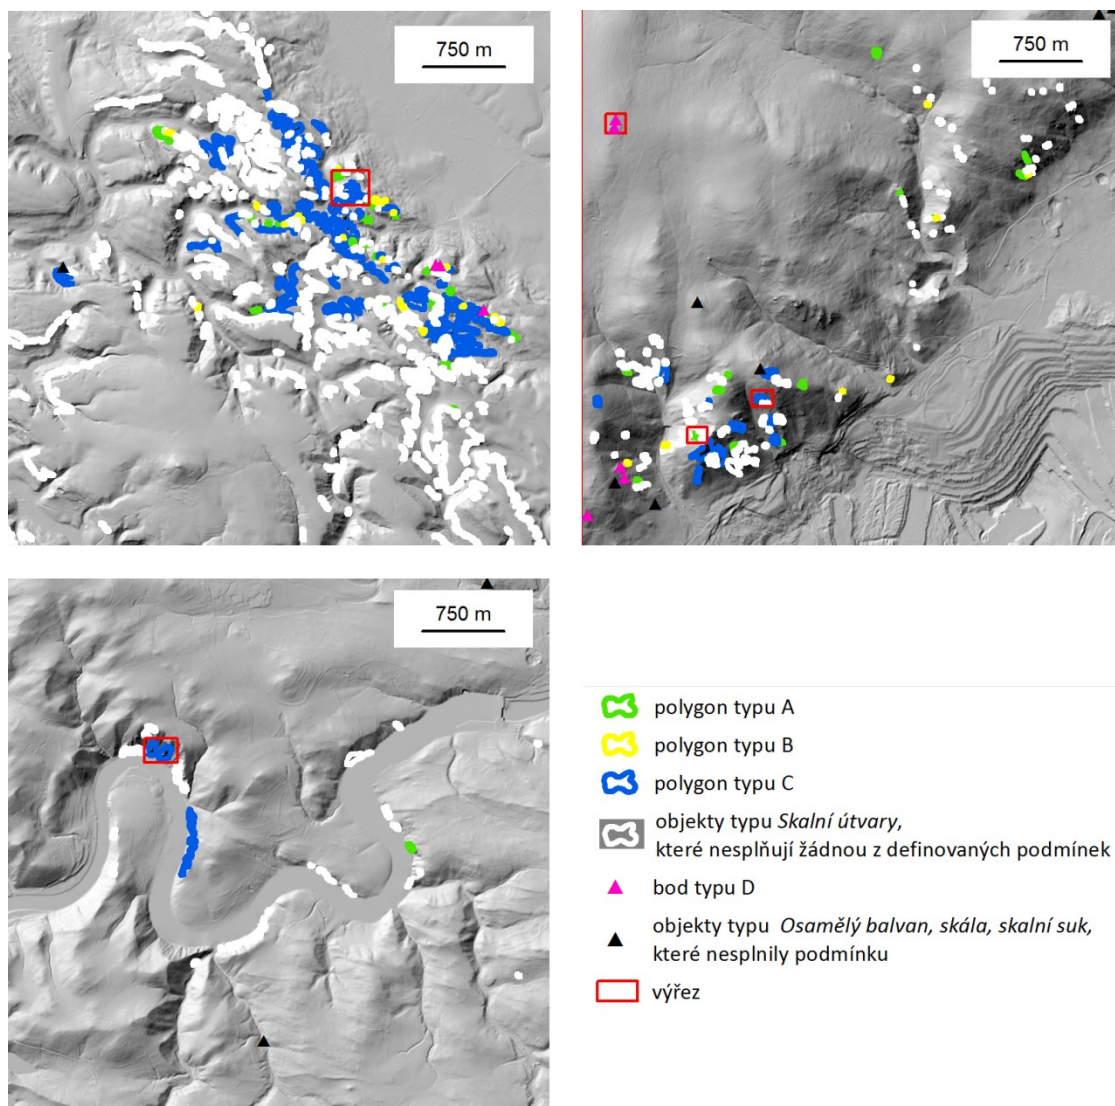 750 m
750 m
750 m
polygon typu A
polygon typu B
polygon typu C
objekty typu Skalní útvary,
které nesplňují žádnou z definovaných podmínek
bod typu D
objekty typu Osamělý balvan, skála, skalní suk,
které nesplnily podmínku
výřez